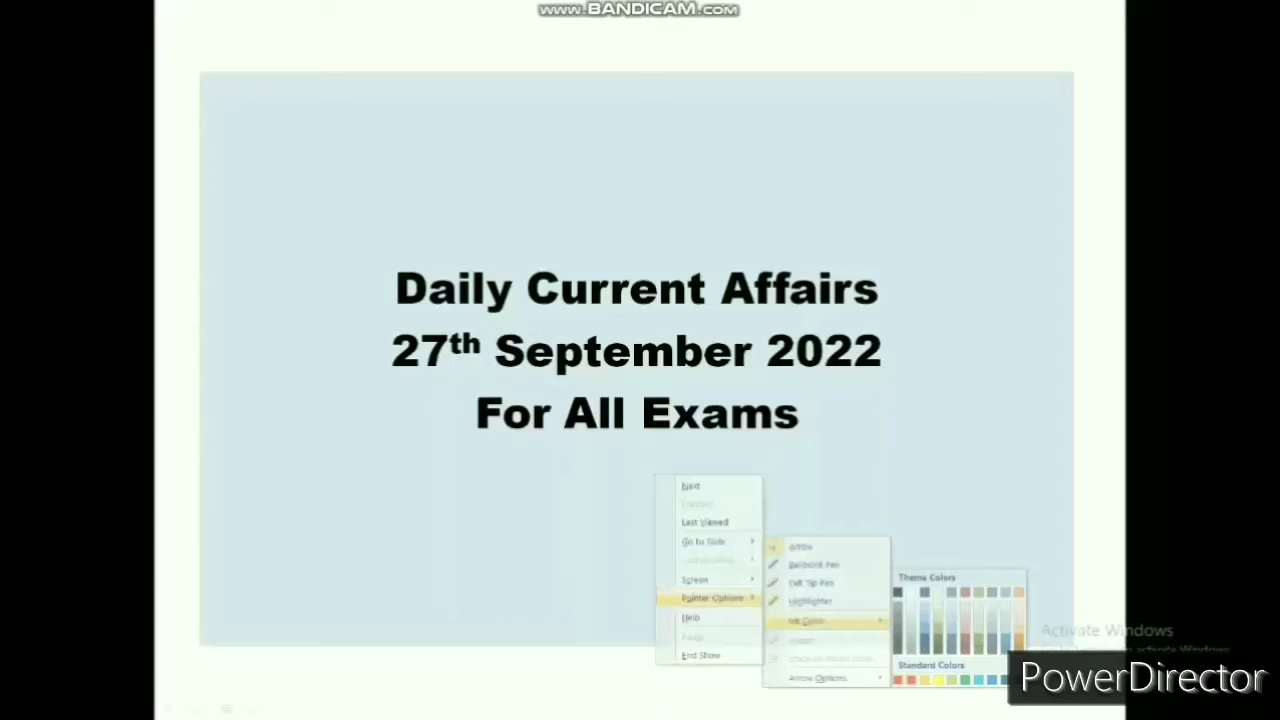 www.BANDICAM.com
Daily Current Affairs
27th September 2022
For All Exams
Next
Last Viewed
Go to Slide
Screen
Pointer Options
Help
End Show
Arrow
Ballpoint Pen
Felt Tip Pen
Highlighter
Ink Color
Arrow Options
Theme Colors
Standard Colors
Activate Windows
PowerDirector